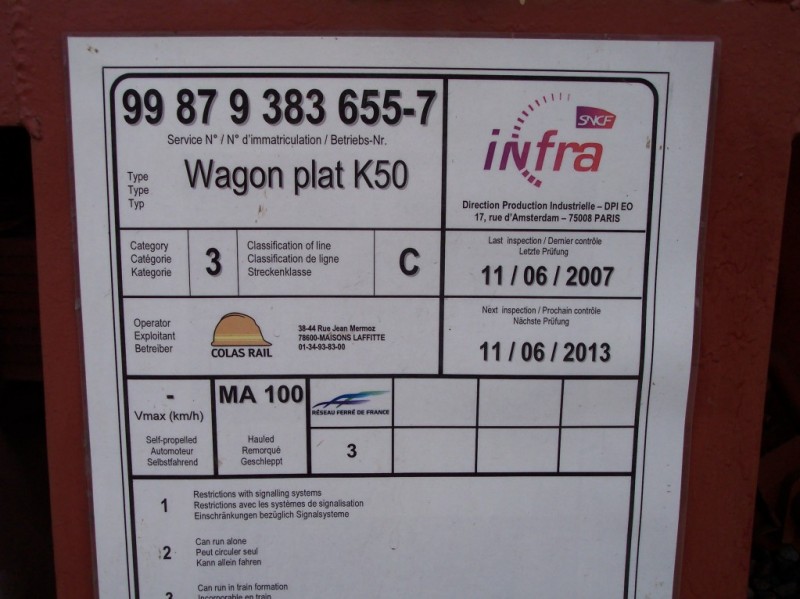 99 87 9 383 655-7
Service N° / N° d'immatriculation / Betriebs-Nr.
Type
Type
Typ
Wagon plat K50
SNCF
infra
Direction Production Industrielle – DPI EO
17, rue d'Amsterdam – 75008 PARIS
Category
Catégorie
Kategorie
3
Classification of line
Classification de ligne
Streckenklasse
C
Last inspection / Dernier contrôle
Letzte Prüfung
11 / 06 / 2007
Operator
Exploitant
Betreiber
COLAS RAIL
38-44 Rue Jean Mermoz
78600-MAISONS LAFFITTE
01-34-93-83-00
Next inspection / Prochain contrôle
Nächste Prüfung
11 / 06 / 2013
-
Vmax (km/h)
Self-propelled
Automoteur
Selbstfahrend
MA 100
Hauled
Remorqué
Geschleppt
RÉSEAU FERRÉ DE FRANCE
3
1
Restrictions with signalling systems
Restrictions avec les systèmes de signalisation
Einschränkungen bezüglich Signalsysteme
2
Can run alone
Peut circuler seul
Kann allein fahren
3
Can run in train formation
Incorporable en train